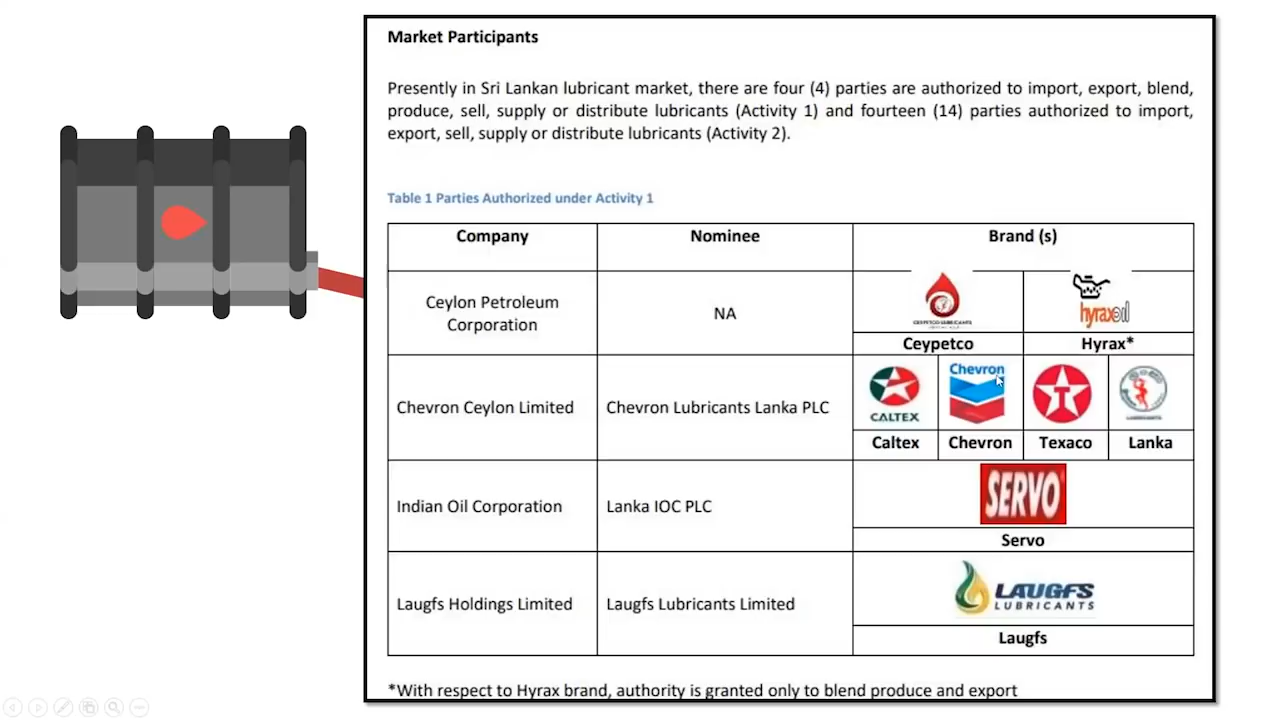 Market Participants
Presently in Sri Lankan lubricant market, there are four (4) parties are authorized to import, export, blend,
produce, sell, supply or distribute lubricants (Activity 1) and fourteen (14) parties authorized to import,
export, sell, supply or distribute lubricants (Activity 2).
Table 1 Parties Authorized under Activity 1
Company Nominee Brand (s)
Ceylon Petroleum
Corporation
NA
CEYPETCO LUBRICANTS
hyraxoil
Ceypetco Hyrax*
Chevron Ceylon Limited
Chevron Lubricants Lanka PLC
CALTEX
Chevron
T
LUBRICANTS
Caltex Chevron Texaco Lanka
Indian Oil Corporation
Lanka IOC PLC
SERVO
Servo
Laugfs Holdings Limited
Laugfs Lubricants Limited
LAUGFS
LUBRICANTS
Laugfs
*With respect to Hyrax brand, authority is granted only to blend produce and export